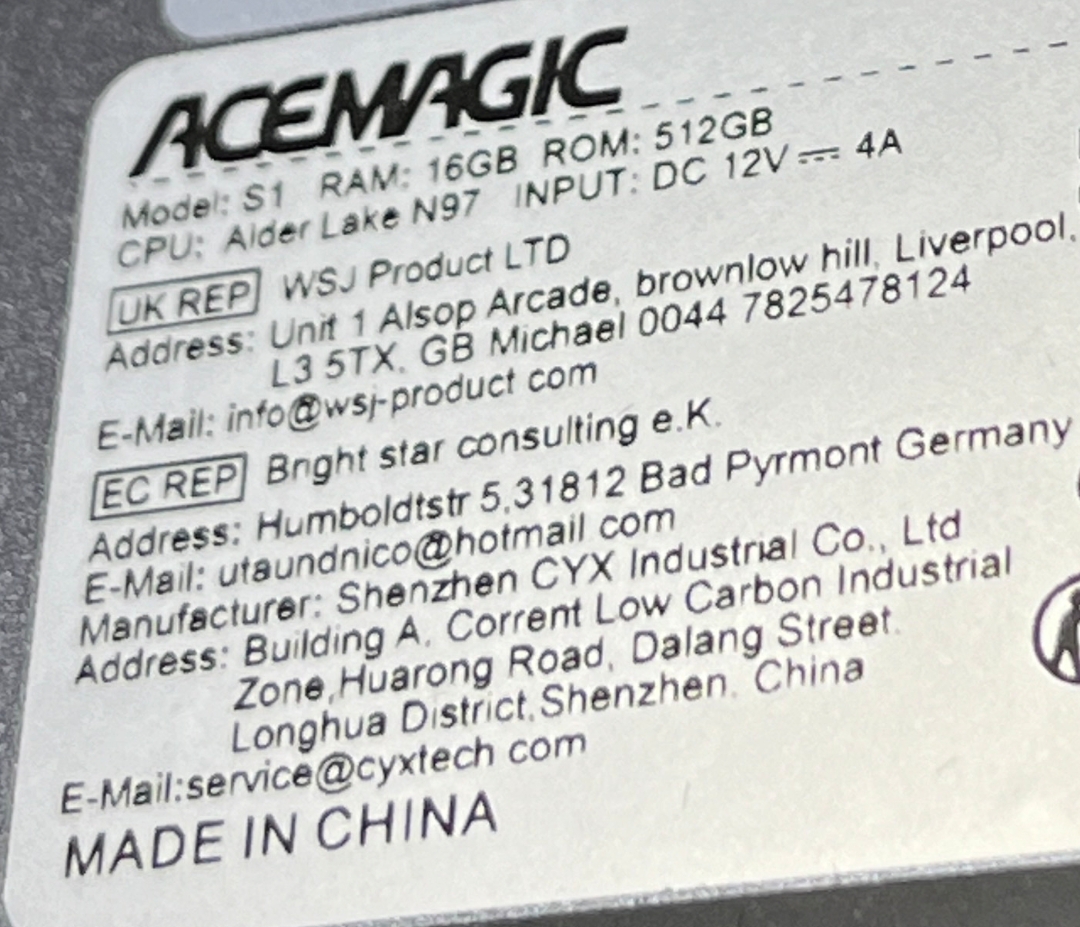 ACEMAGIC
Model: S1 RAM: 16GB ROM: 512GB
CPU: Alder Lake N97 INPUT: DC 12V⎓4A
UK REP WSJ Product LTD
Address: Unit 1 Alsop Arcade, brownlow hill, Liverpool,
L3 5TX, GB Michael 0044 7825478124
E-Mail: info@wsj-product.com
EC REP Bright star consulting e.K.
Address: Humboldtstr 5,31812 Bad Pyrmont Germany
E-Mail: utaundnico@hotmail.com
Manufacturer: Shenzhen CYX Industrial Co., Ltd
Address: Building A, Corrent Low Carbon Industrial
Zone,Huarong Road, Dalang Street,
Longhua District,Shenzhen, China
E-Mail:service@cyxtech.com
MADE IN CHINA